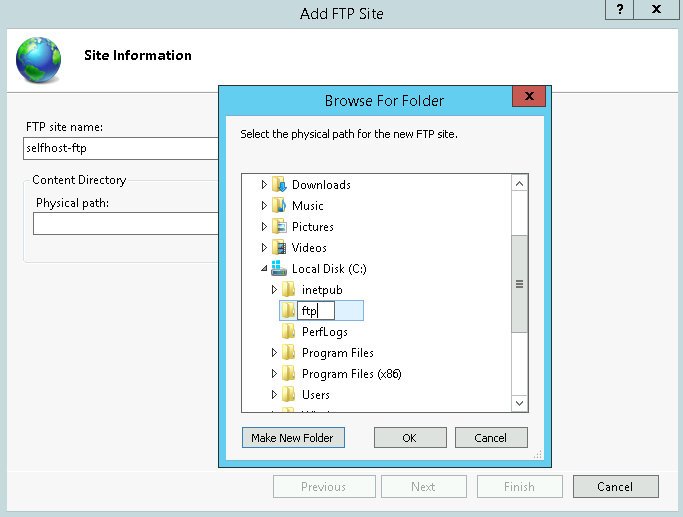 Add FTP Site
?
x
Site Information
FTP site name:
selfhost-ftp
Content Directory
Physical path:
Browse For Folder
x
Select the physical path for the new FTP site.
Downloads
Music
Pictures
Videos
Local Disk (C:)
inetpub
ftp
PerfLogs
Program Files
Program Files (x86)
Users
Make New Folder
OK
Cancel
Previous
Next
Finish
Cancel